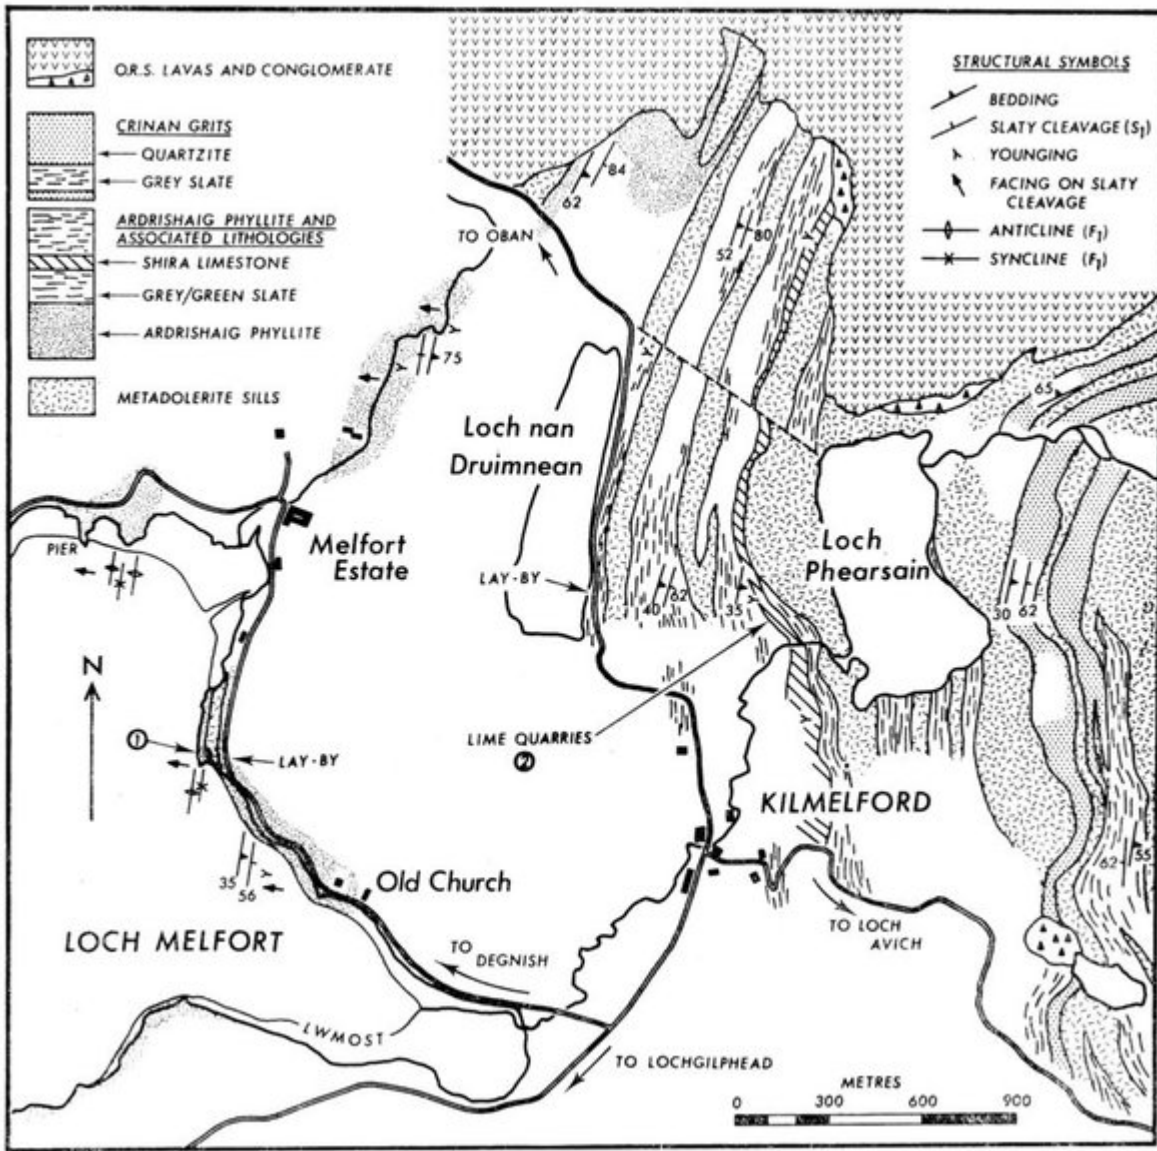 O.R.S. LAVAS AND CONGLOMERATE
CRINAN GRITS
QUARTZITE
GREY SLATE
ARDRISHAIG PHYLLITE AND
ASSOCIATED LITHOLOGIES
SHIRA LIMESTONE
GREY/GREEN SLATE
ARDRISHAIG PHYLLITE
METADOLERITE SILLS
STRUCTURAL SYMBOLS
BEDDING
SLATY CLEAVAGE (S1)
YOUNGING
FACING ON SLATY
CLEAVAGE
ANTICLINE (F1)
SYNCLINE (F1)
84
62
TO OBAN
80
52
75
65
Loch nan
Druimnean
Melfort
Estate
PIER
LAY-BY
40
62
35
Loch
Phearsain
30
62
N
1
LAY-BY
LIME QUARRIES
2
KILMELFORD
35
56
Old Church
62
55
LOCH MELFORT
TO
DEGNISH
TO LOCH
AVICH
LWMOST
TO LOCHGILPHEAD
METRES
0 300 600 900